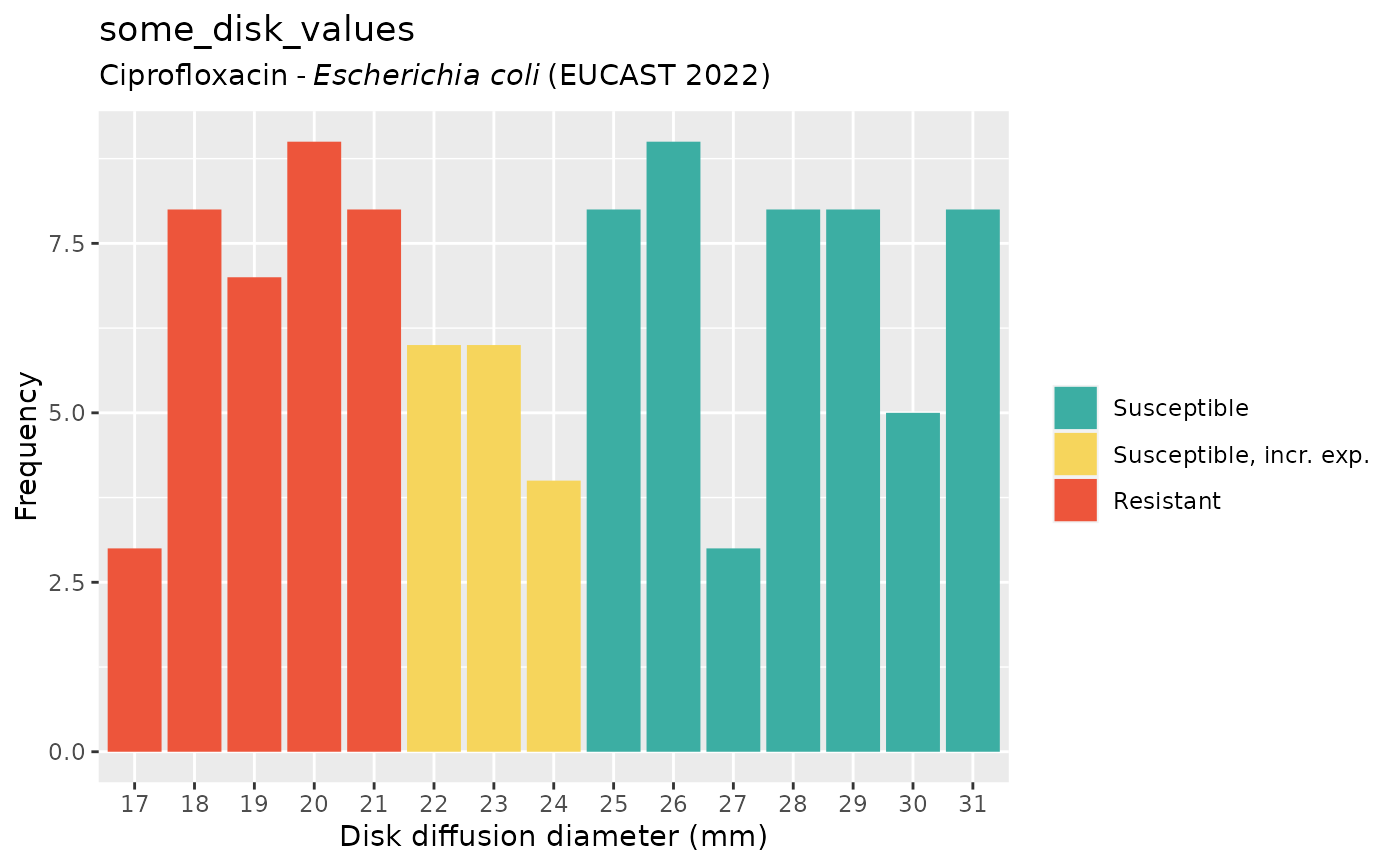 some_disk_values
Ciprofloxacin - Escherichia coli (EUCAST 2022)
Frequency
7.5
5.0
2.5
0.0
17 18 19 20 21 22 23 24 25 26 27 28 29 30 31
Disk diffusion diameter (mm)
Susceptible
Susceptible, incr. exp.
Resistant